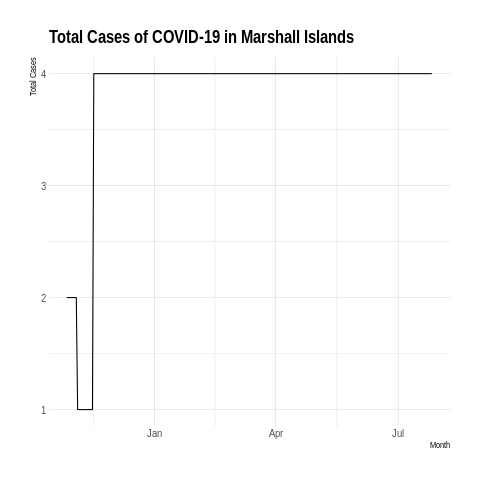 Total Cases of COVID-19 in Marshall Islands
Total Cases
4
3
2
1
Jan Apr Jul
Month